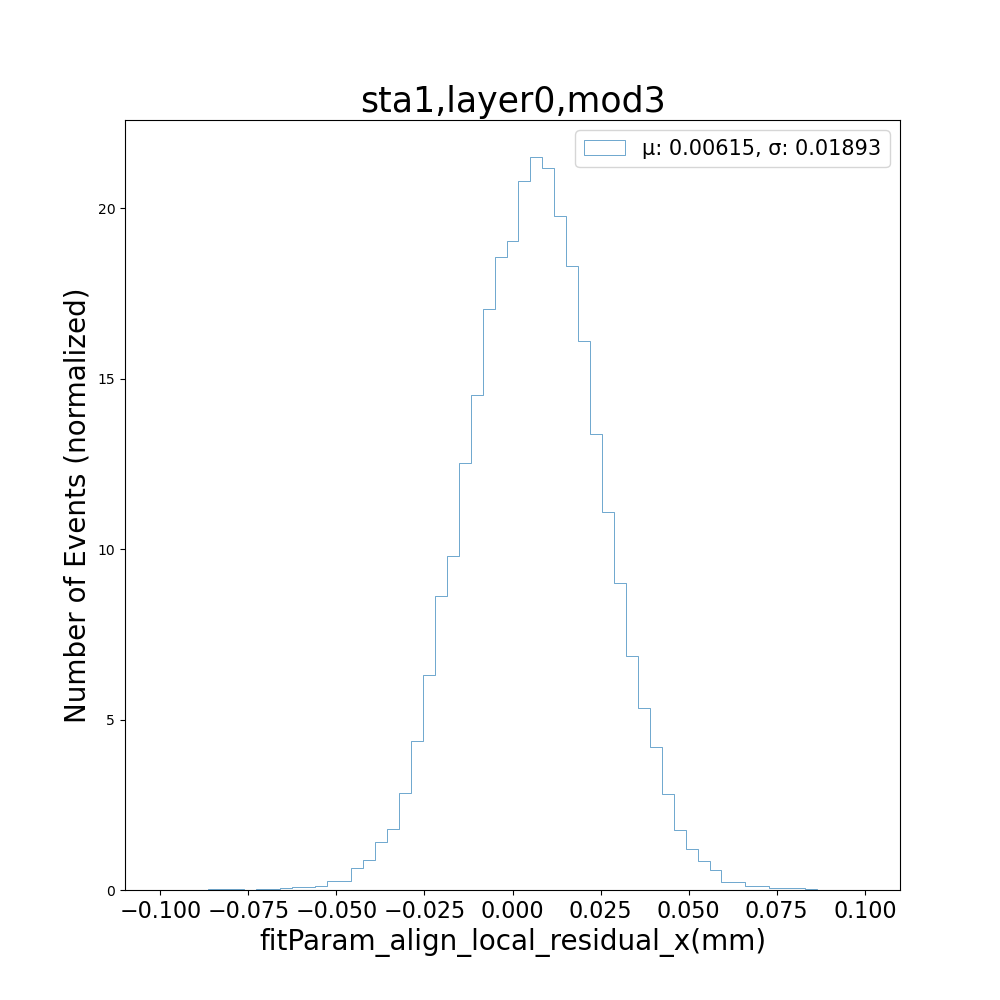 sta1,layer0,mod3
μ: 0.00615, σ: 0.01893
20
15
10
5
0
Number of Events (normalized)
−0.100 −0.075 −0.050 −0.025 0.000 0.025 0.050 0.075 0.100
fitParam_align_local_residual_x(mm)